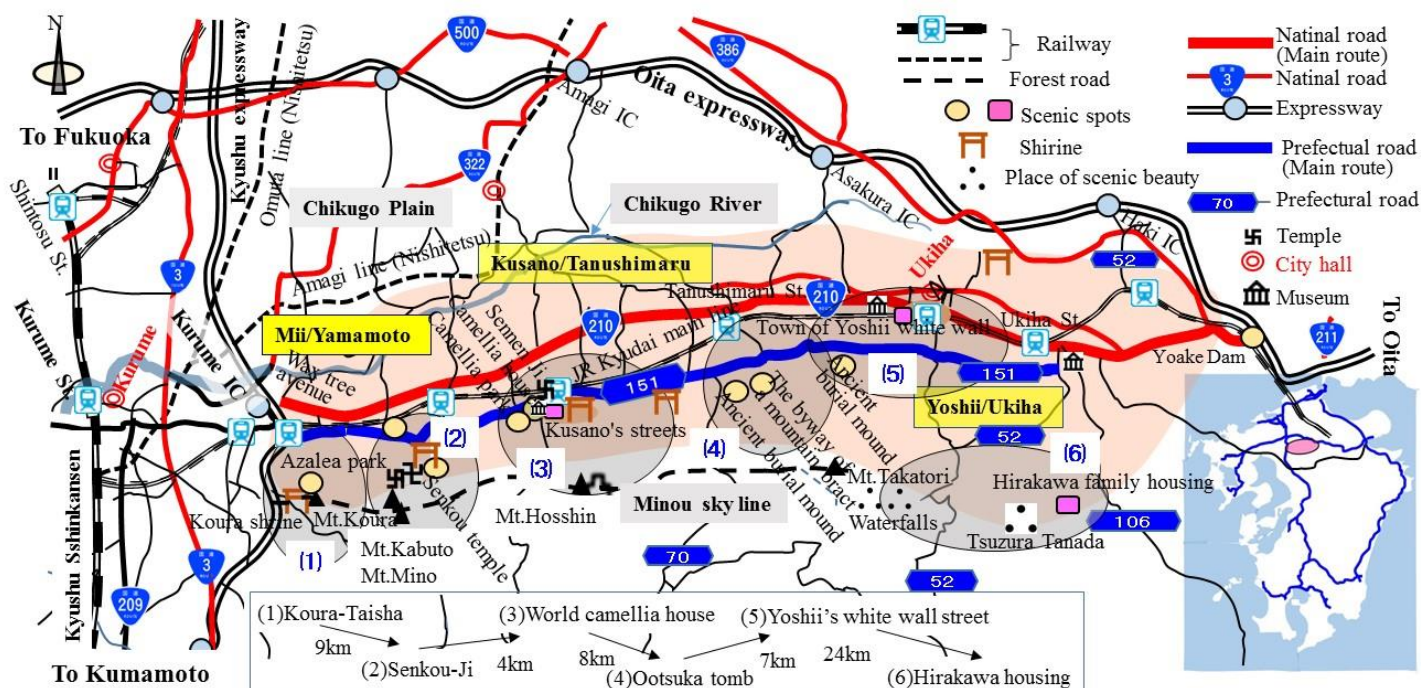 N
500
386
Railway
Forest road
Scenic spots
Shirine
Place of scenic beauty
Natinal road
(Main route)
3
Natinal road
Expressway
Prefectual road
(Main route)
70
Prefectural road
Temple
City hall
Museum
To Fukuoka
Kyushu expressway
Omuta line (Nishitetsu)
Amagi IC
Oita expressway
322
Asakura IC
Haki IC
52
Shintosu St.
Chikugo Plain
Chikugo River
Amagi line (Nishitetsu)
Kusano/Tanushimaru
3
Ukiha
To Oita
211
Tanushimaru St.
210
Mii/Yamamoto
210
Town of Yoshii white wall
Ukiha St.
Yoake Dam
Kurume St.
Kurume
Kurume IC
Wax tree
avenue
Camellia park
Camellia
Sennen-Ji
JR Kyudai main link
151
151
(5)
Ancient
burial mound
Yoshii/Ukiha
52
(2)
Kusano's streets
(3)
(4)
The byway of
a mountain tract
Ancient
burial mound
(6)
Azalea park
Koura shrine
Mt.Koura
(1)
Senkou temple
Mt.Kabuto
Mt.Mino
Mt.Hosshin
Minou sky line
Mt.Takatori
Waterfalls
Hirakawa family housing
Tsuzura Tanada
106
70
52
Kyushu Sshinkansen
3
209
To Kumamoto
(1)Koura-Taisha
9km
(2)Senkou-Ji
4km
(3)World camellia house
8km
(4)Ootsuka tomb
7km
(5)Yoshii’s white wall street
24km
(6)Hirakawa housing